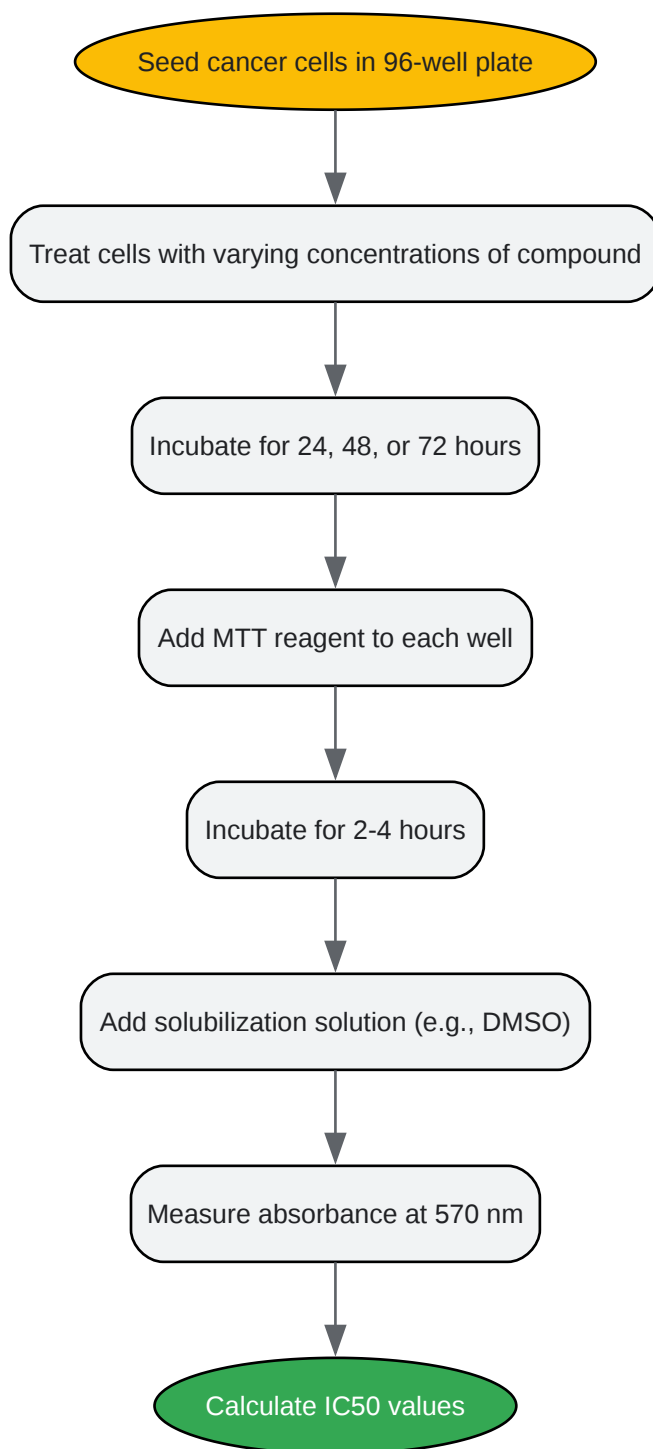 Seed cancer cells in 96-well plate
Treat cells with varying concentrations of compound
Incubate for 24, 48, or 72 hours
Add MTT reagent to each well
Incubate for 2-4 hours
Add solubilization solution (e.g., DMSO)
Measure absorbance at 570 nm
Calculate IC50 values